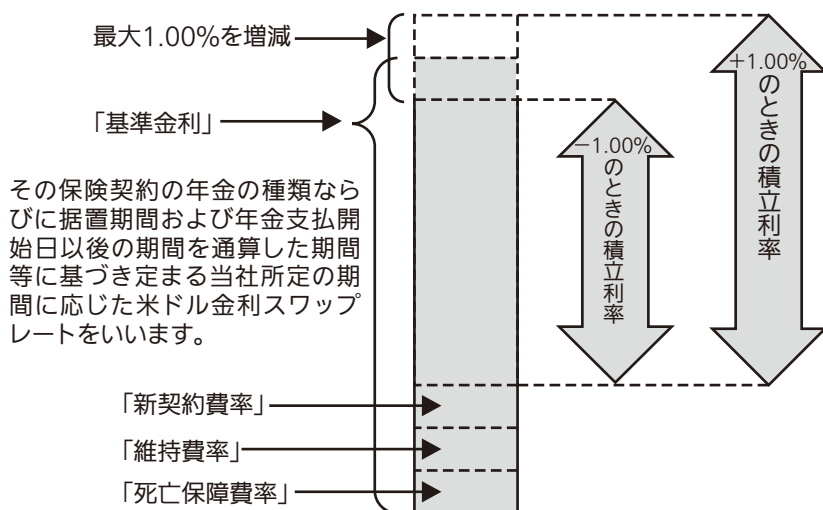 最大1.00%を増減
「基準金利」
その保険契約の年金の種類なら
びに据置期間および年金支払開
始日以後の期間を通算した期間
等に基づき定まる当社所定の期
間に応じた米ドル金利スワップ
レートをいいます。
「新契約費率」
「維持費率」
「死亡保障費率」
−1.00%のときの積立利率
＋1.00%のときの積立利率